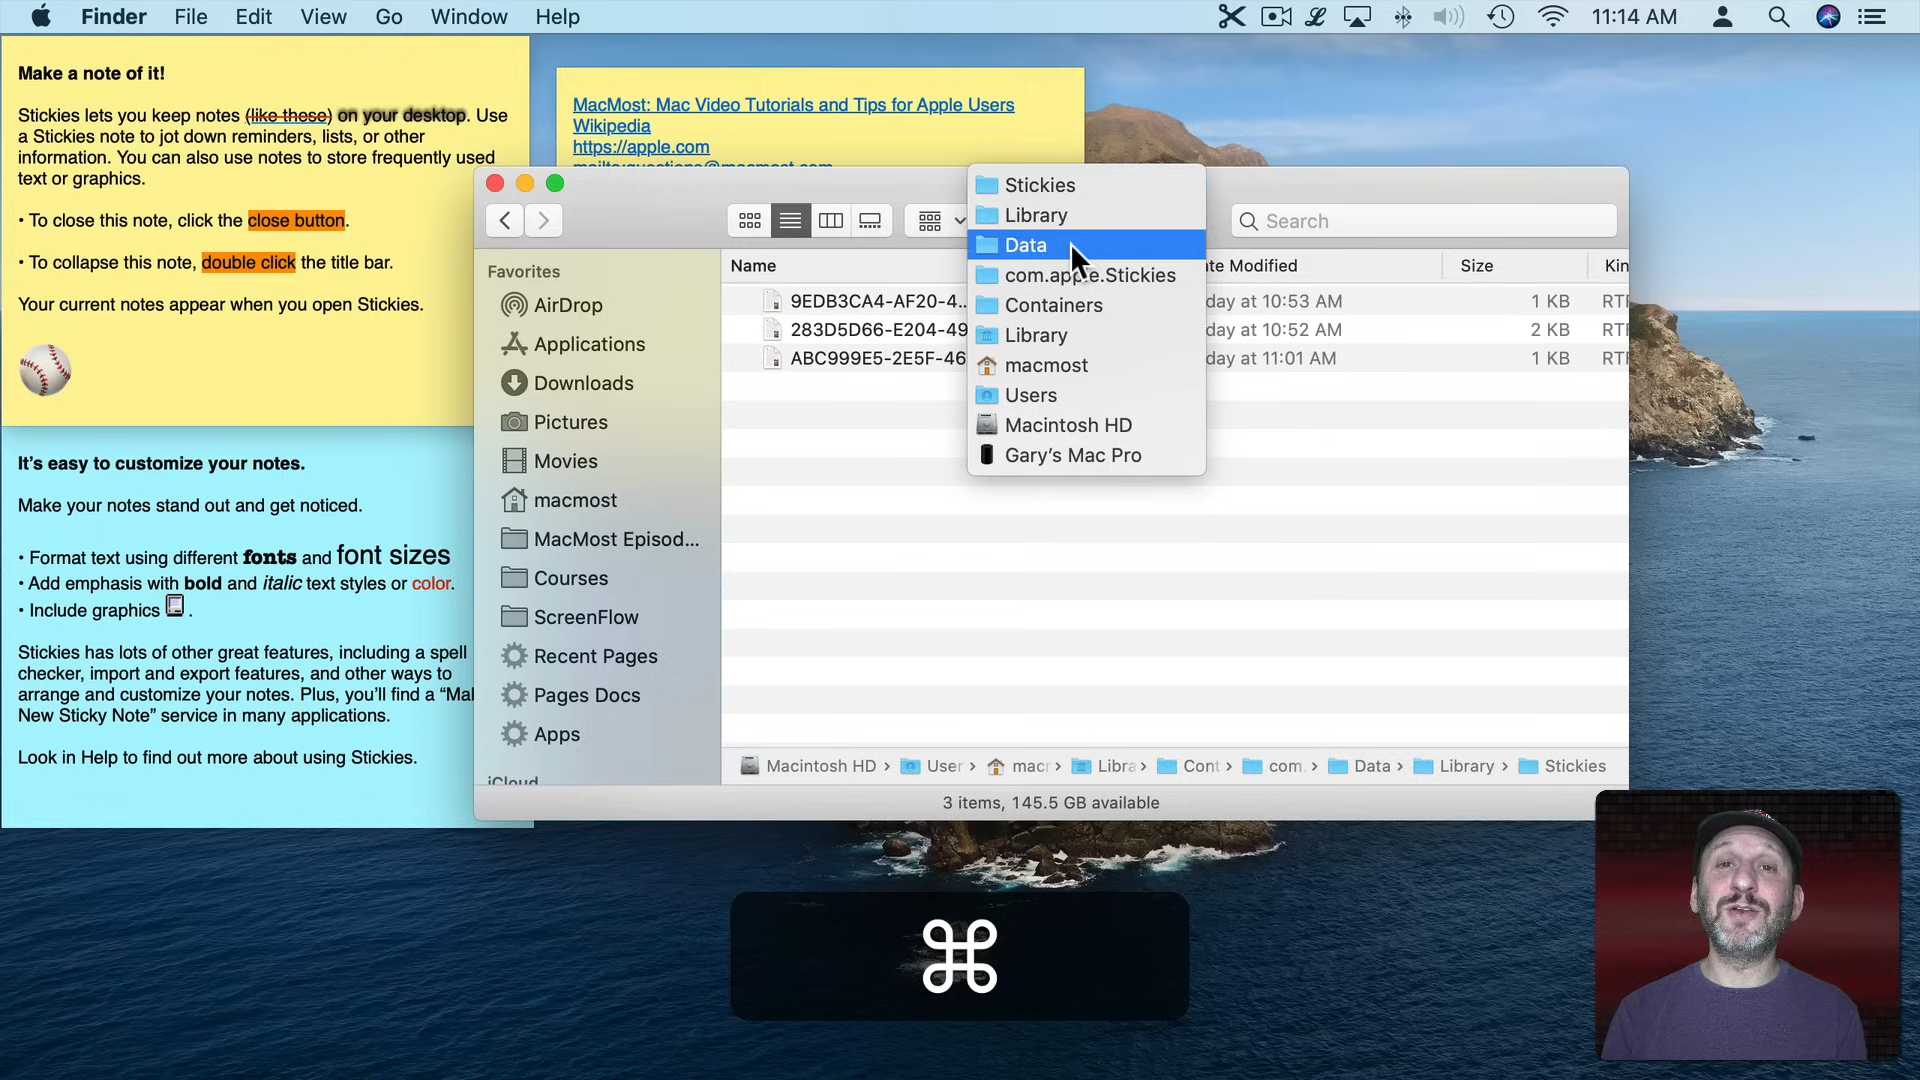 Finder File Edit View Go Window Help 11:14 AM
Make a note of it!
Stickies lets you keep notes (like these) on your desktop. Use
a Stickies note to jot down reminders, lists, or other
information. You can also use notes to store frequently used
text or graphics.
• To close this note, click the close button.
• To collapse this note, double click the title bar.
Your current notes appear when you open Stickies.
It's easy to customize your notes.
Make your notes stand out and get noticed.
• Format text using different fonts and font sizes
• Add emphasis with bold and italic text styles or color.
• Include graphics .
Stickies has lots of other great features, including a spell
checker, import and export features, and other ways to
arrange and customize your notes. Plus, you'll find a “Mak
New Sticky Note” service in many applications.
Look in Help to find out more about using Stickies.
MacMost: Mac Video Tutorials and Tips for Apple Users
Wikipedia
https://apple.com
mailto:questions@macmost.com
Search
Stickies
Library
Data
com.apple.Stickies
Containers
Library
macmost
Users
Macintosh HD
Gary's Mac Pro
Favorites
AirDrop
Applications
Downloads
Pictures
Movies
macmost
MacMost Episod...
Courses
ScreenFlow
Recent Pages
Pages Docs
Apps
iCloud
Name te Modified Size Kin
9EDB3CA4-AF20-4... day at 10:53 AM 1 KB RTF
283D5D66-E204-49 day at 10:52 AM 2 KB RTF
ABC999E5-2E5F-46 day at 11:01 AM 1 KB RTF
Macintosh HD › User › macr › Libra › Cont › com. › Data › Library › Stickies
3 items, 145.5 GB available
⌘